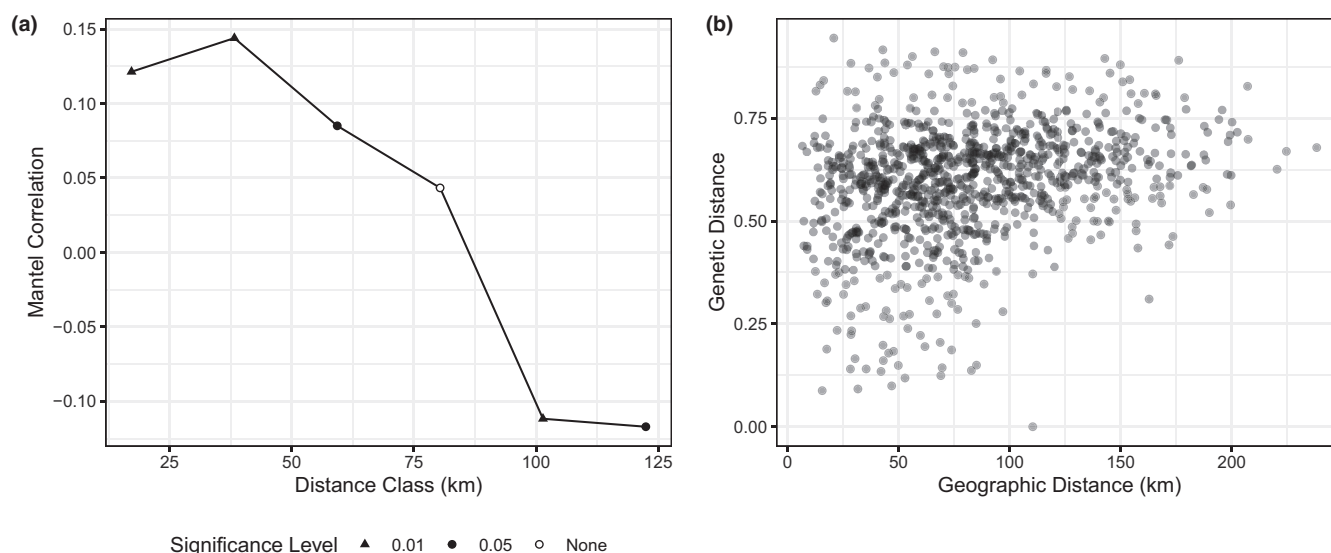 (a)
0.15
0.10
0.05
0.00
−0.05
−0.10
Mantel Correlation
25 50 75 100 125
Distance Class (km)
Significance Level 0.01 0.05 None
(b)
0.75
0.50
0.25
0.00
Genetic Distance
0 50 100 150 200
Geographic Distance (km)